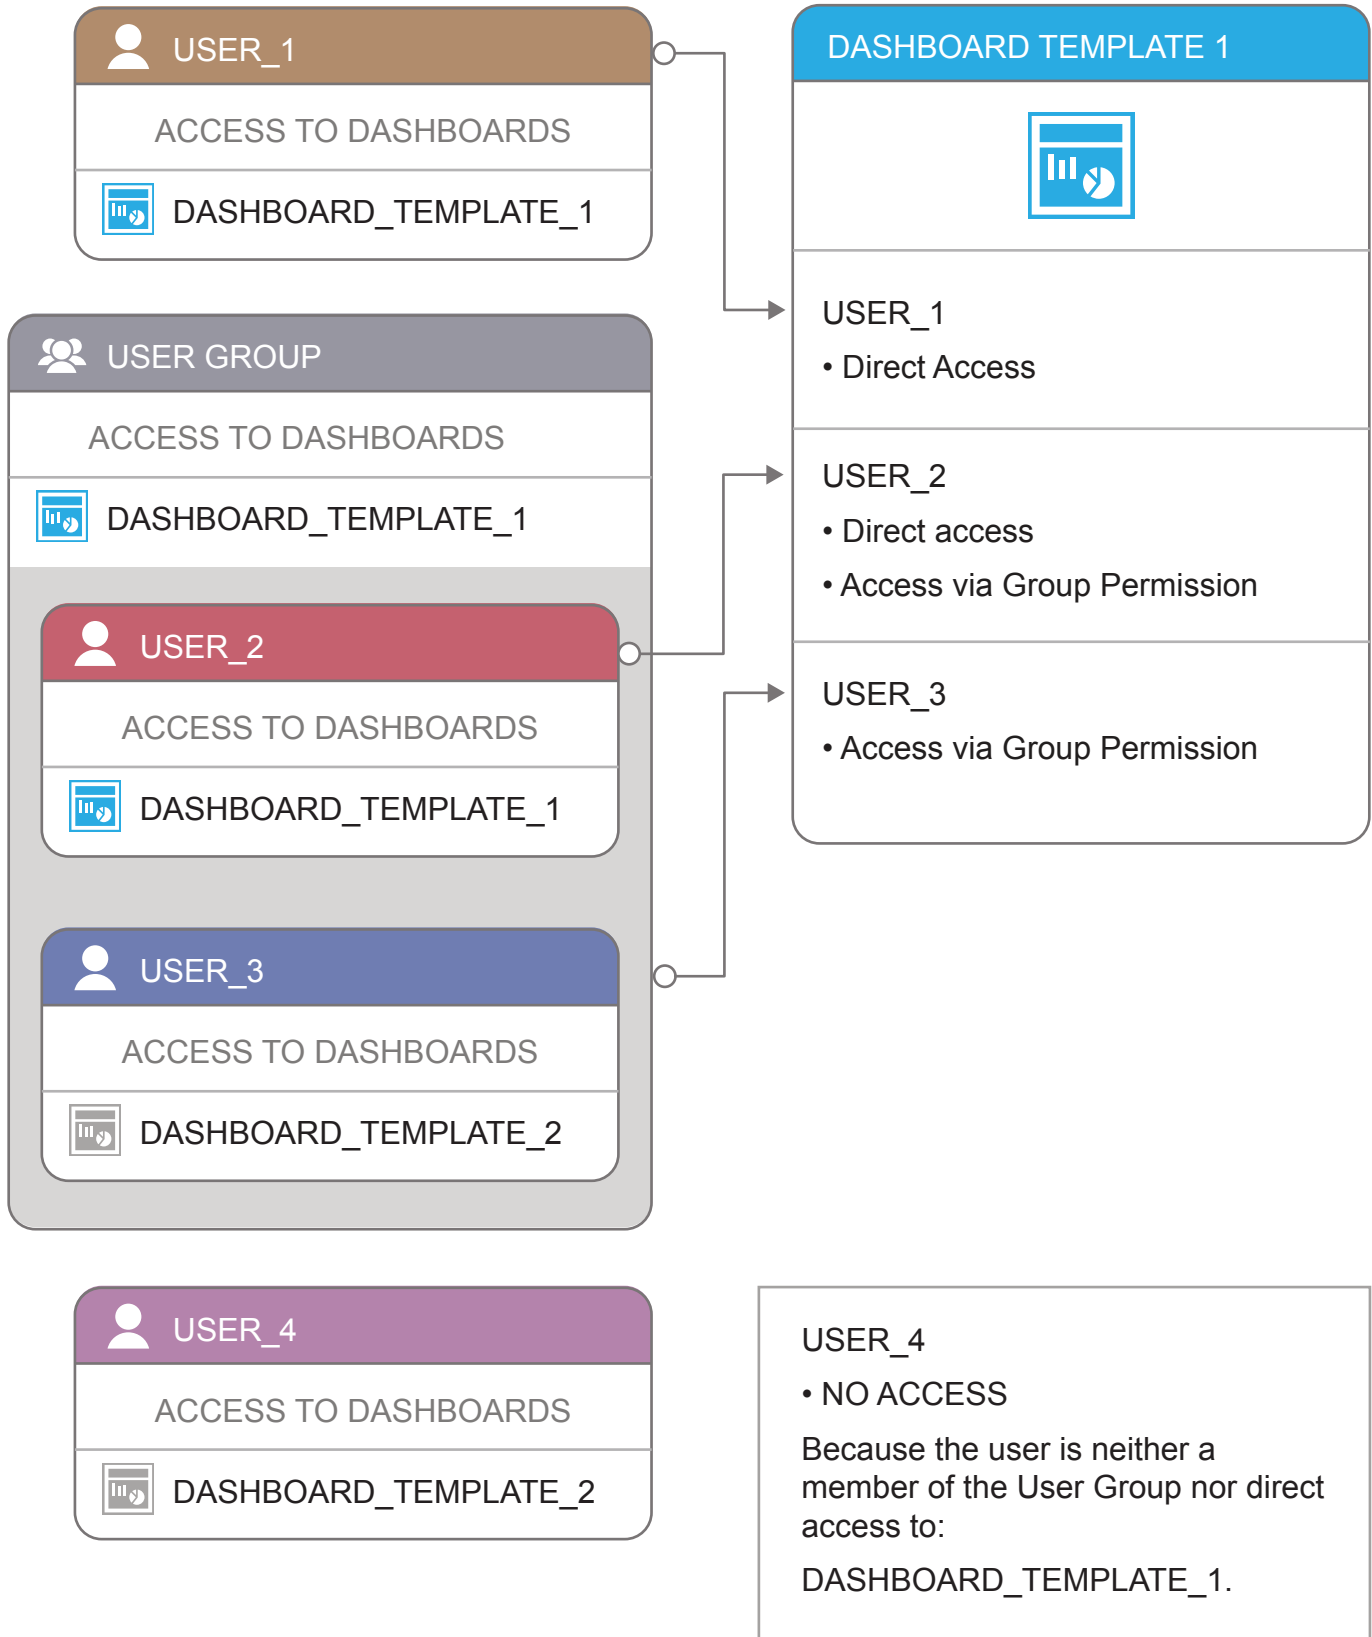 USER_1
ACCESS TO DASHBOARDS
DASHBOARD_TEMPLATE_1
USER GROUP
ACCESS TO DASHBOARDS
DASHBOARD_TEMPLATE_1
USER_2
ACCESS TO DASHBOARDS
DASHBOARD_TEMPLATE_1
USER_3
ACCESS TO DASHBOARDS
DASHBOARD_TEMPLATE_2
USER_4
ACCESS TO DASHBOARDS
DASHBOARD_TEMPLATE_2
DASHBOARD TEMPLATE 1
USER_1
• Direct Access
USER_2
• Direct access
• Access via Group Permission
USER_3
• Access via Group Permission
USER_4
• NO ACCESS
Because the user is neither a
member of the User Group nor direct
access to:
DASHBOARD_TEMPLATE_1.